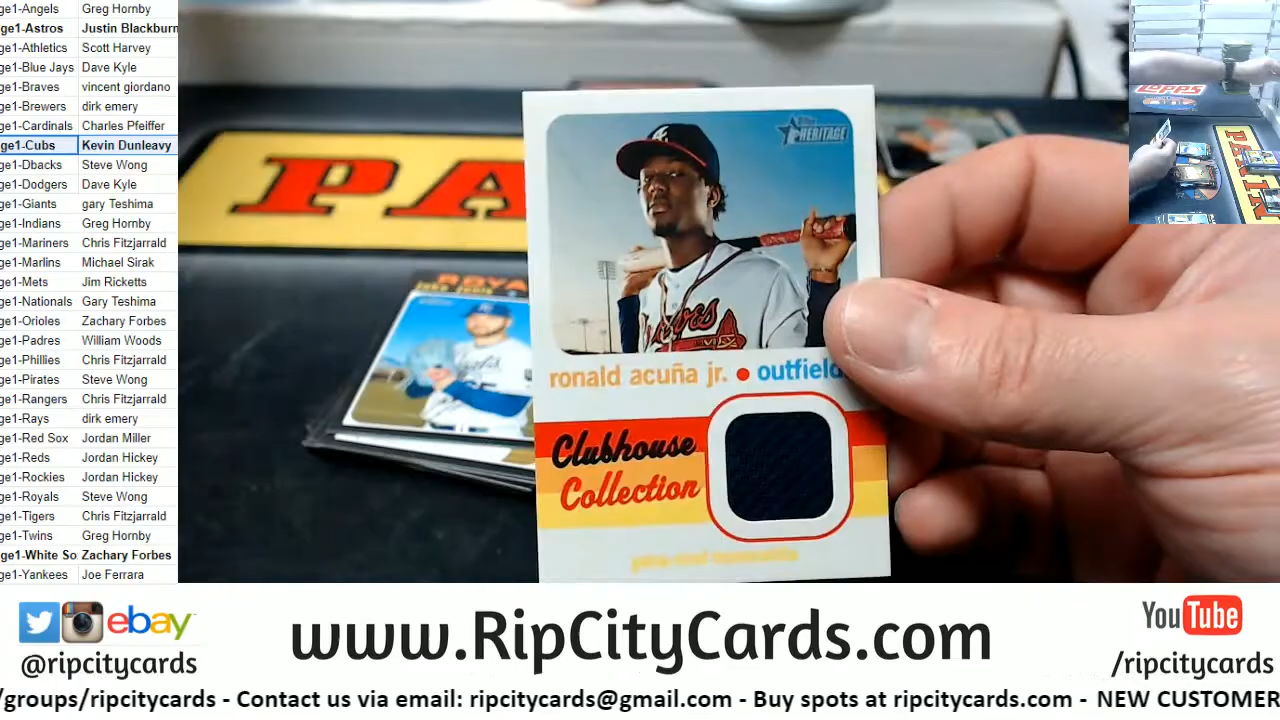 ge1-Angels Greg Hornby
ge1-Astros Justin Blackburn
ge1-Athletics Scott Harvey
ge1-Blue Jays Dave Kyle
ge1-Braves vincent giordano
ge1-Brewers dirk emery
ge1-Cardinals Charles Pfeiffer
ge1-Cubs Kevin Dunleavy
ge1-Dbacks Steve Wong
ge1-Dodgers Dave Kyle
ge1-Giants gary Teshima
ge1-Indians Greg Hornby
ge1-Mariners Chris Fitzjarrald
ge1-Marlins Michael Sirak
ge1-Mets Jim Ricketts
ge1-Nationals Gary Teshima
ge1-Orioles Zachary Forbes
ge1-Padres William Woods
ge1-Phillies Chris Fitzjarrald
ge1-Pirates Steve Wong
ge1-Rangers Chris Fitzjarrald
ge1-Rays dirk emery
ge1-Red Sox Jordan Miller
ge1-Reds Jordan Hickey
ge1-Rockies Jordan Hickey
ge1-Royals Steve Wong
ge1-Tigers Chris Fitzjarrald
ge1-Twins Greg Hornby
ge1-White So Zachary Forbes
ge1-Yankees Joe Ferrara
PA
ROYA
Topps
HERITAGE
A
Braves
ronald acuña jr. • outfield
Clubhouse
Collection
game-used memorabilia
Topps
ebay
@ripcitycards
www.RipCityCards.com
YouTube
/ripcitycards
/groups/ripcitycards - Contact us via email: ripcitycards@gmail.com - Buy spots at ripcitycards.com - NEW CUSTOMER